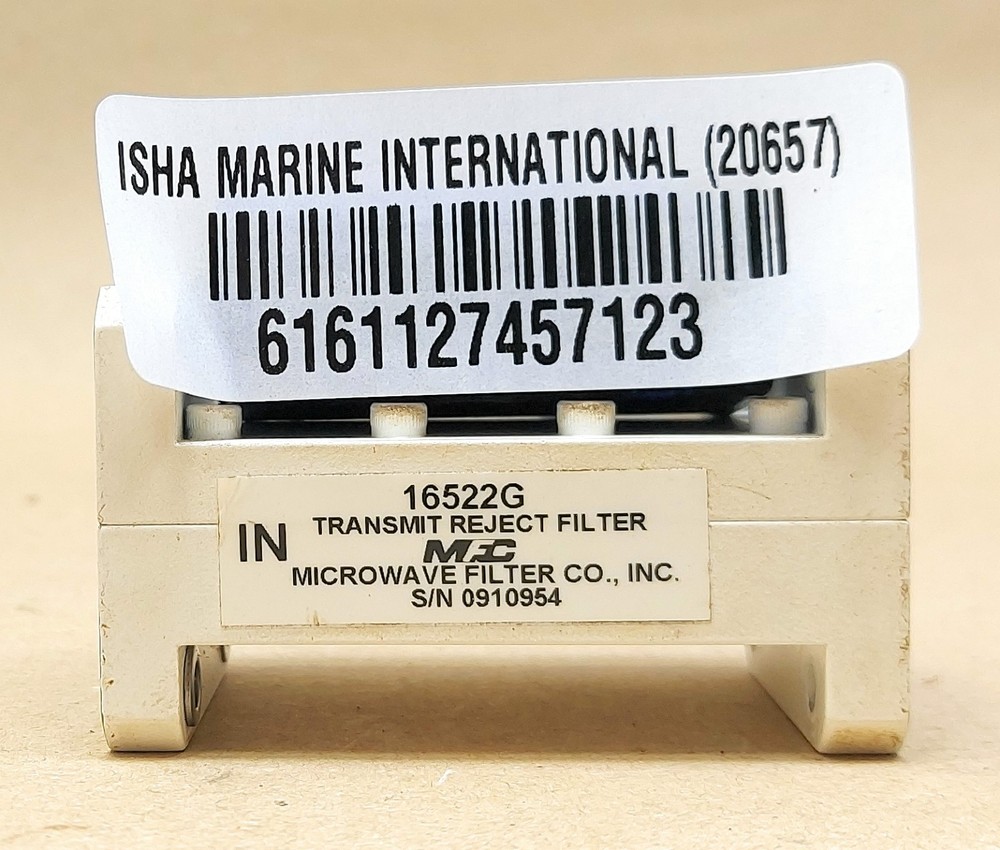 ISHA MARINE INTERNATIONAL (20657)
6161127457123
16522G
TRANSMIT REJECT FILTER
IN
MFC
MICROWAVE FILTER CO., INC.
S/N 0910954